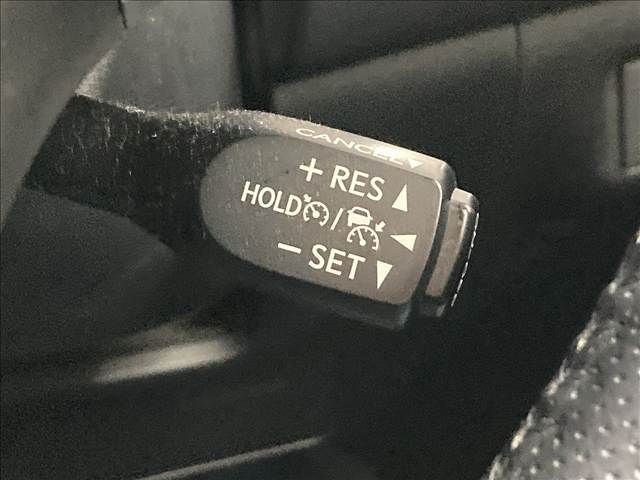 CANCEL▼
+ RES ▲
HOLD / ◀
− SET ▼